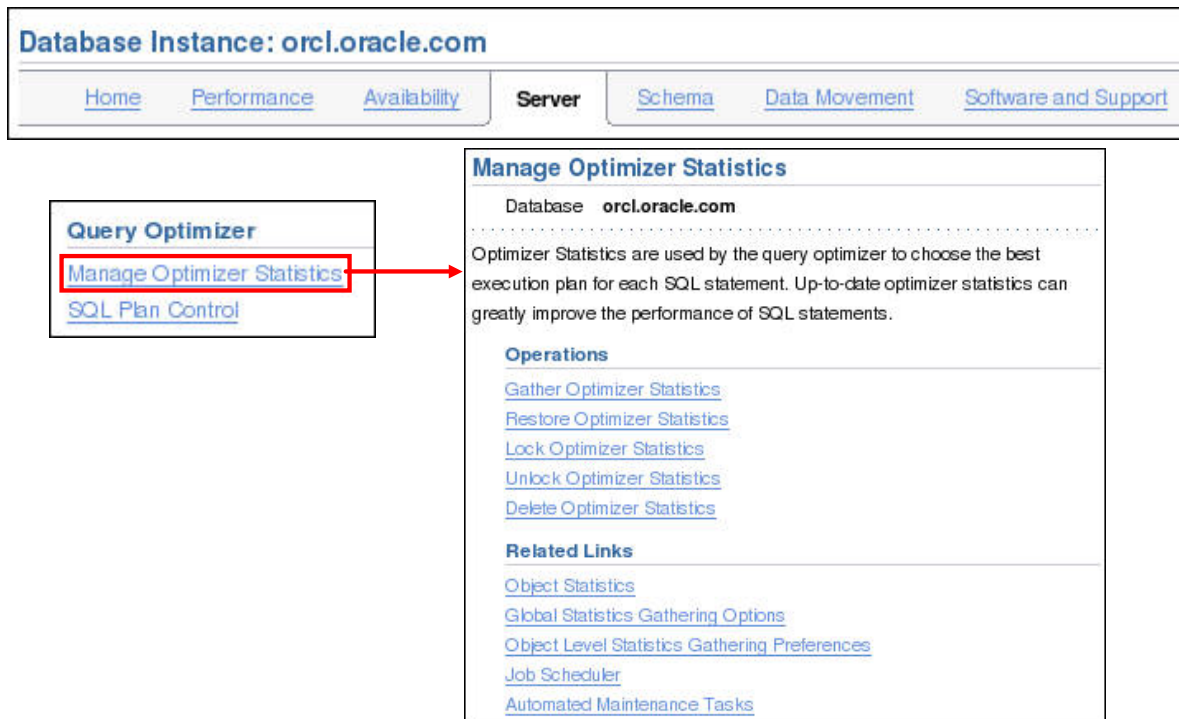 Database Instance: orcl.oracle.com
Home Performance Availability Server Schema Data Movement Software and Support
Query Optimizer
Manage Optimizer Statistics
SQL Plan Control
Manage Optimizer Statistics
Database orcl.oracle.com
Optimizer Statistics are used by the query optimizer to choose the best
execution plan for each SQL statement. Up-to-date optimizer statistics can
greatly improve the performance of SQL statements.
Operations
Gather Optimizer Statistics
Restore Optimizer Statistics
Lock Optimizer Statistics
Unlock Optimizer Statistics
Delete Optimizer Statistics
Related Links
Object Statistics
Global Statistics Gathering Options
Object Level Statistics Gathering Preferences
Job Scheduler
Automated Maintenance Tasks